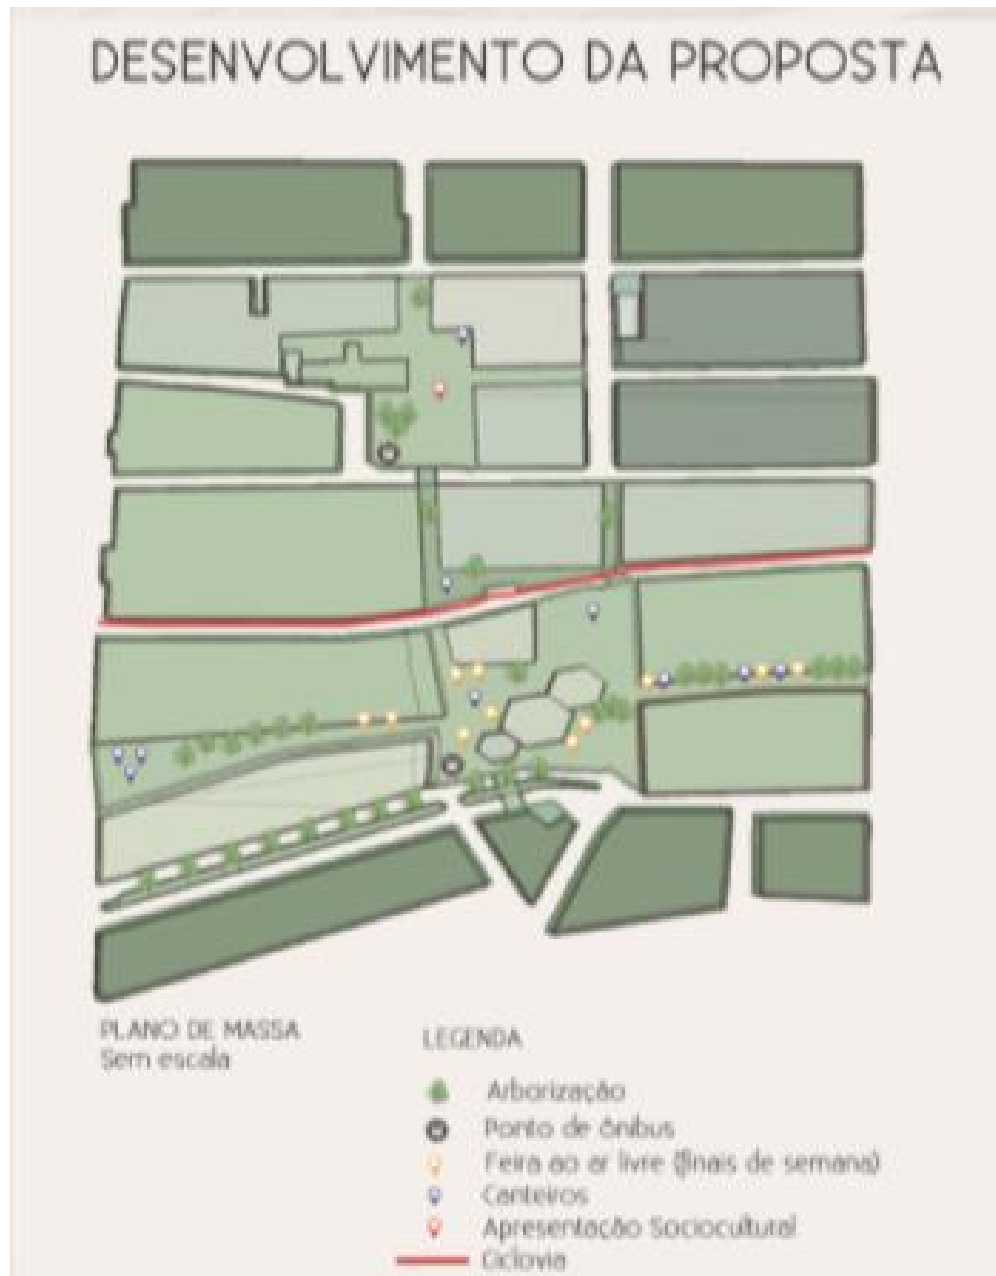 DESENVOLVIMENTO DA PROPOSTA
PLANO DE MASSA
Sem escala
LEGENDA
Arborização
Ponto de ônibus
Feira ao ar livre (finais de semana)
Canteiros
Apresentação Sociocultural
Ciclovia